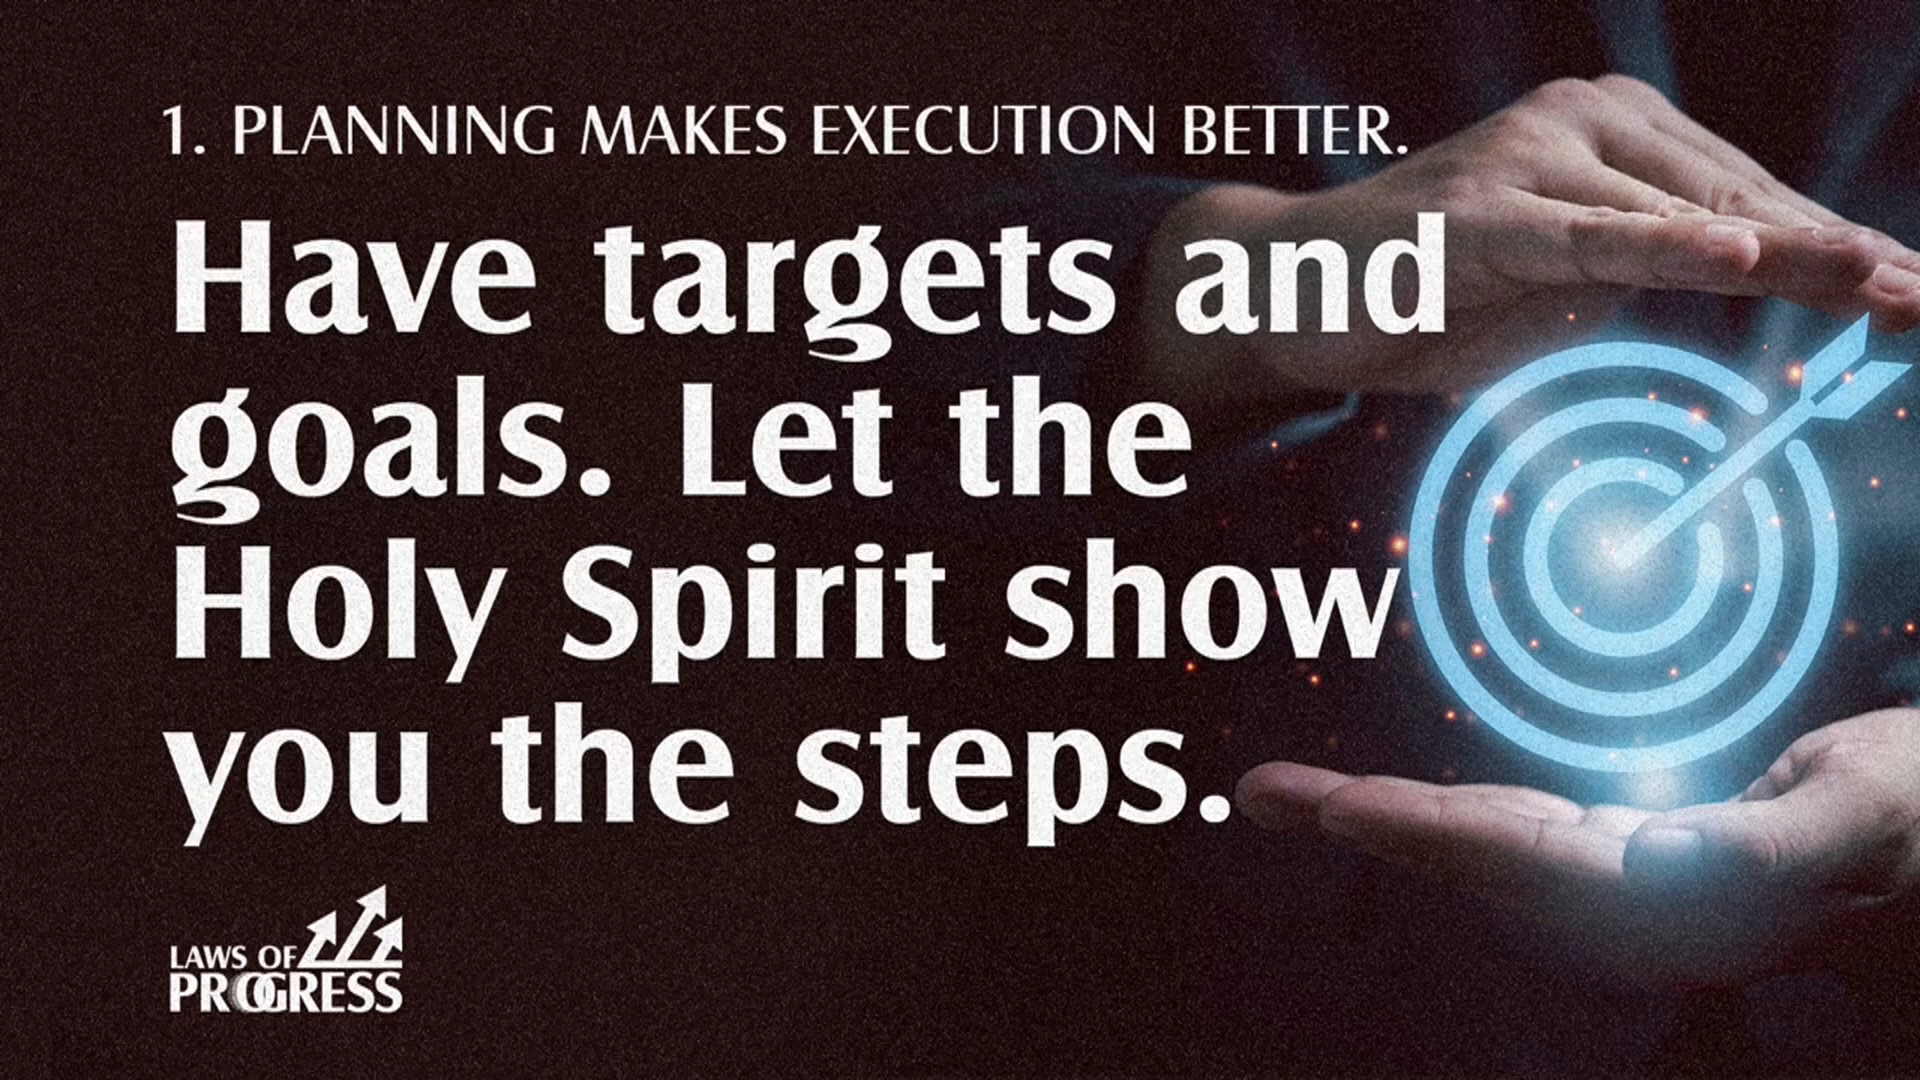 1. PLANNING MAKES EXECUTION BETTER.
Have targets and
goals. Let the
Holy Spirit show
you the steps.
LAWS OF
PROGRESS